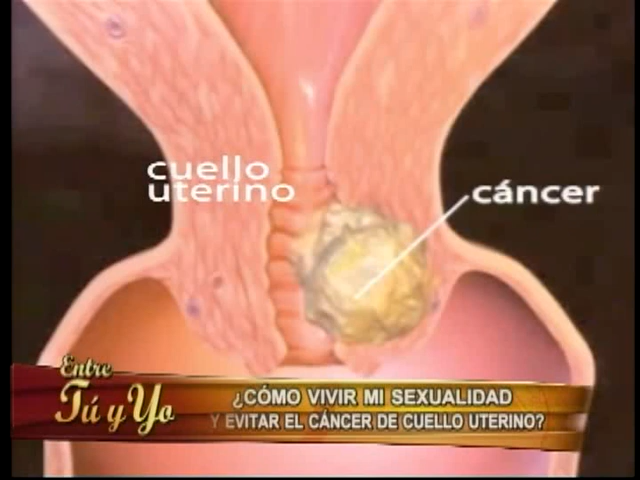 cuello
uterino
cáncer
Entre
Tú y Yo
¿CÓMO VIVIR MI SEXUALIDAD
Y EVITAR EL CÁNCER DE CUELLO UTERINO?